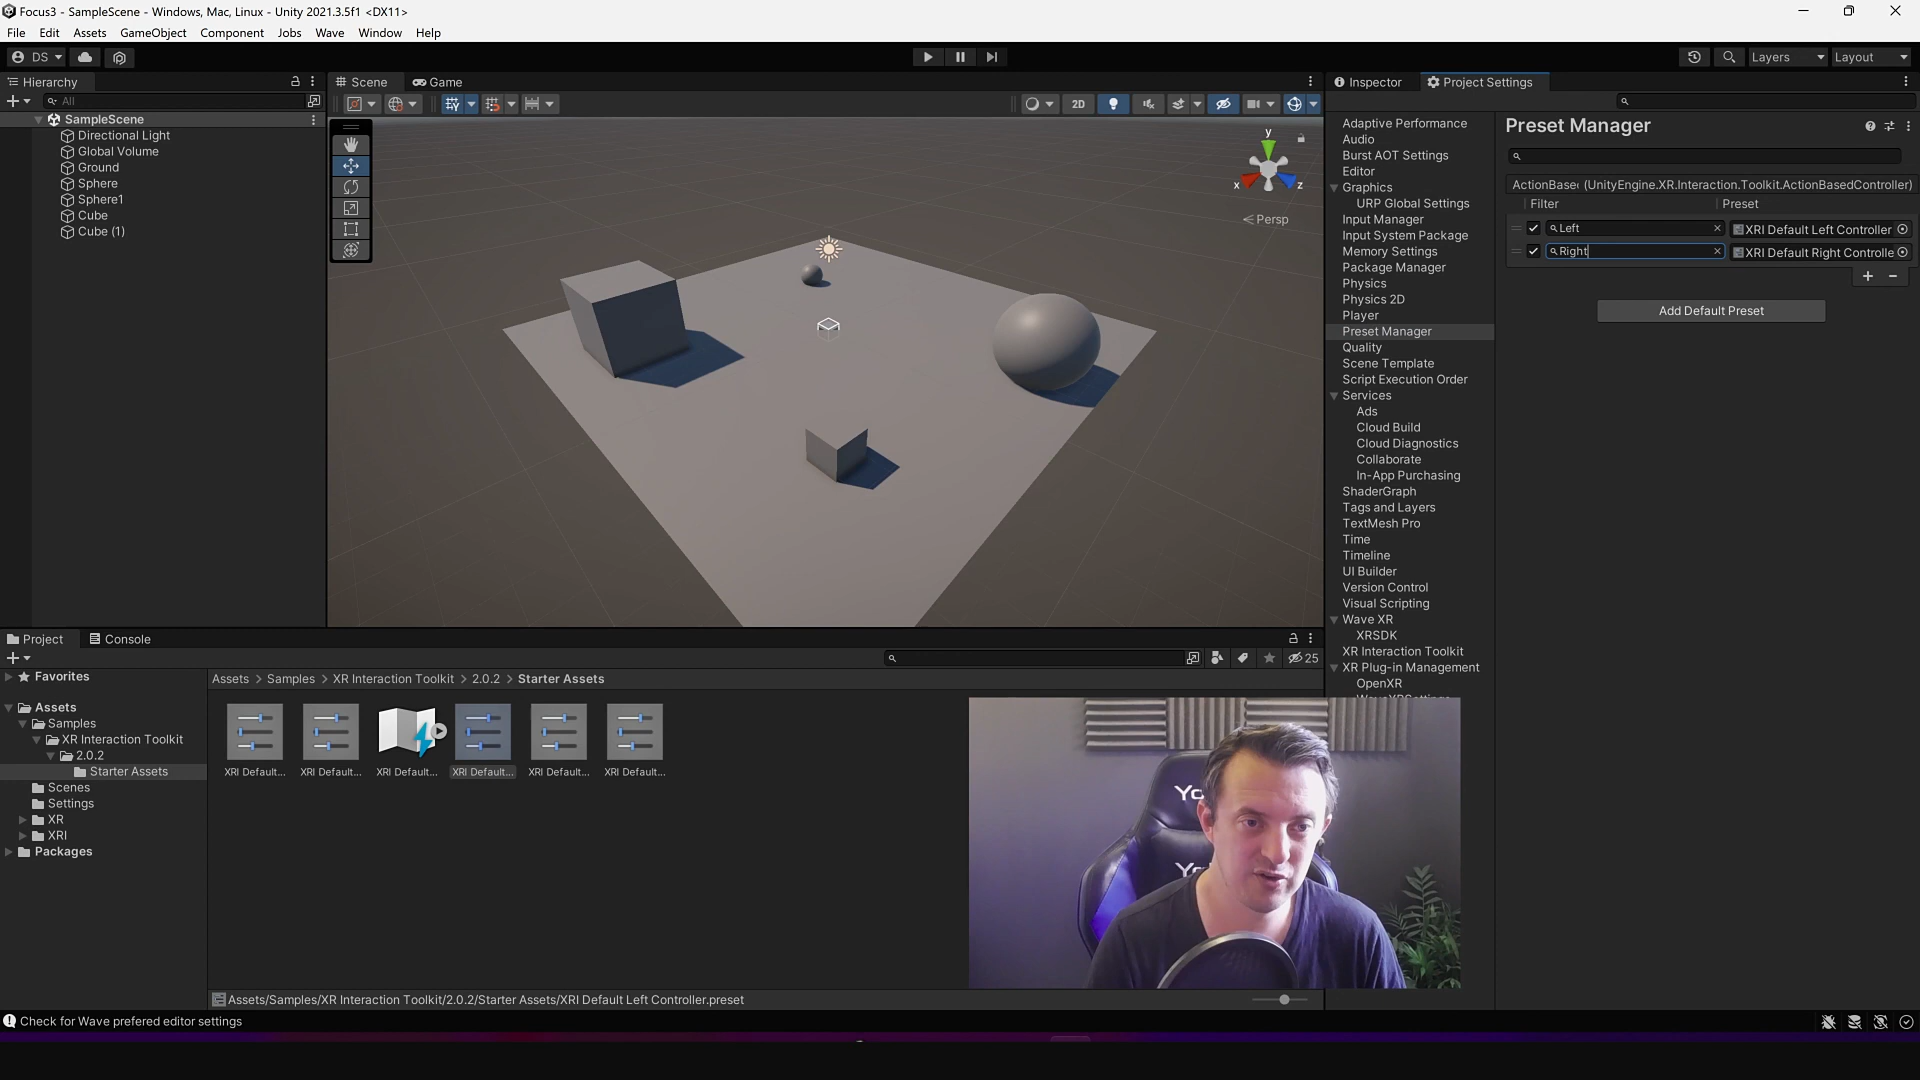 Focus3 - SampleScene - Windows, Mac, Linux - Unity 2021.3.5f1 <DX11>
File Edit Assets GameObject Component Jobs Wave Window Help
DS
Layers
Layout
Hierarchy
All
SampleScene
Directional Light
Global Volume
Ground
Sphere
Sphere1
Cube
Cube (1)
Scene
Game
2D
y
x
z
Persp
Inspector
Project Settings
Adaptive Performance
Audio
Burst AOT Settings
Editor
Graphics
URP Global Settings
Input Manager
Input System Package
Memory Settings
Package Manager
Physics
Physics 2D
Player
Preset Manager
Quality
Scene Template
Script Execution Order
Services
Ads
Cloud Build
Cloud Diagnostics
Collaborate
In-App Purchasing
ShaderGraph
Tags and Layers
TextMesh Pro
Time
Timeline
UI Builder
Version Control
Visual Scripting
Wave XR
XRSDK
XR Interaction Toolkit
XR Plug-in Management
OpenXR
Preset Manager
ActionBase (UnityEngine.XR.Interaction.Toolkit.ActionBasedController)
Filter Preset
Left XRI Default Left Controller
Right XRI Default Right Controlle
Add Default Preset
Project
Console
25
Favorites
Assets
Samples
XR Interaction Toolkit
2.0.2
Starter Assets
Scenes
Settings
XR
XRI
Packages
Assets > Samples > XR Interaction Toolkit > 2.0.2 > Starter Assets
XRI Default... XRI Default... XRI Default... XRI Default... XRI Default... XRI Default...
Assets/Samples/XR Interaction Toolkit/2.0.2/Starter Assets/XRI Default Left Controller.preset
Check for Wave prefered editor settings